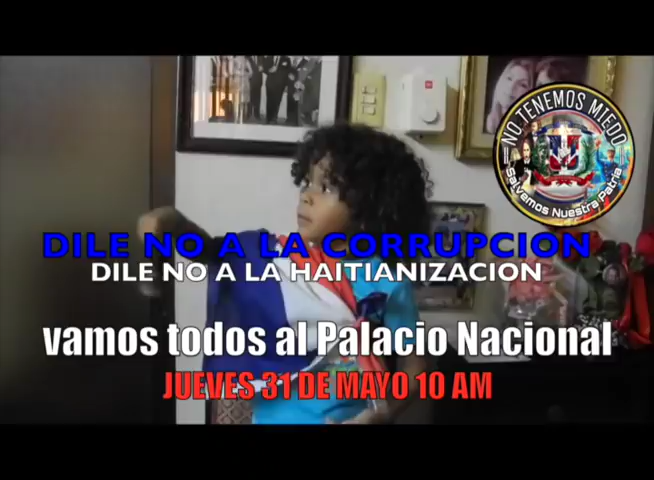 NO TENEMOS MIEDO
Salvemos Nuestra Patria
DILE NO A LA CORRUPCION
DILE NO A LA HAITIANIZACION
vamos todos al Palacio Nacional
JUEVES 31 DE MAYO 10 AM